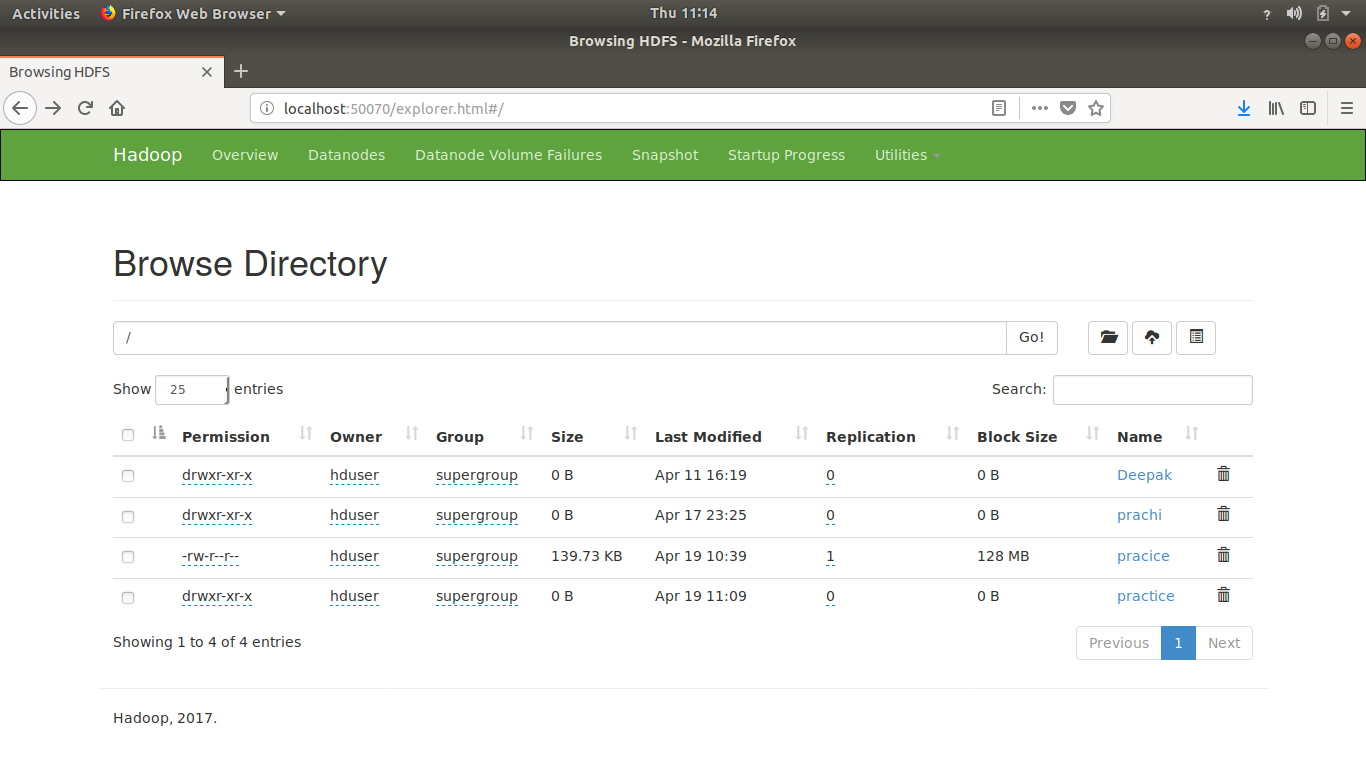 Activities Firefox Web Browser Thu 11:14 ?
Browsing HDFS - Mozilla Firefox
Browsing HDFS
localhost:50070/explorer.html#/
Hadoop Overview Datanodes Datanode Volume Failures Snapshot Startup Progress Utilities
Browse Directory
/ Go!
Show 25 entries Search:
Permission Owner Group Size Last Modified Replication Block Size Name
drwxr-xr-x hduser supergroup 0 B Apr 11 16:19 0 0 B Deepak
drwxr-xr-x hduser supergroup 0 B Apr 17 23:25 0 0 B prachi
-rw-r--r-- hduser supergroup 139.73 KB Apr 19 10:39 1 128 MB pracice
drwxr-xr-x hduser supergroup 0 B Apr 19 11:09 0 0 B practice
Showing 1 to 4 of 4 entries Previous 1 Next
Hadoop, 2017.